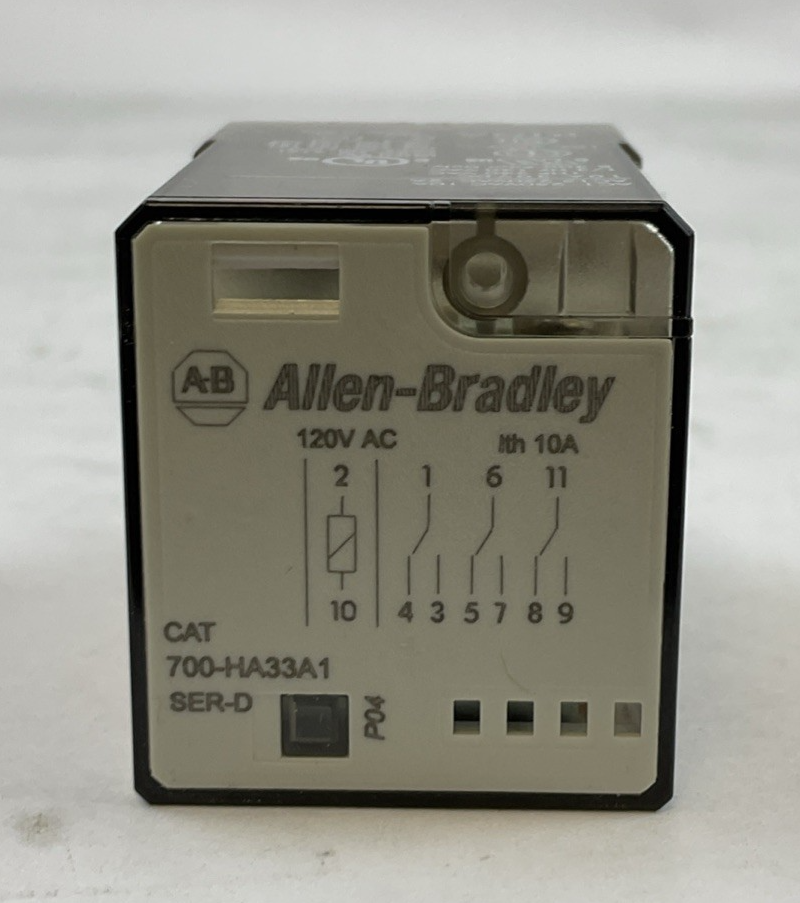 A-B Allen-Bradley
120V AC Ith 10A
2 1 6 11
10 4 3 5 7 8 9
CAT
700-HA33A1
SER-D
P04